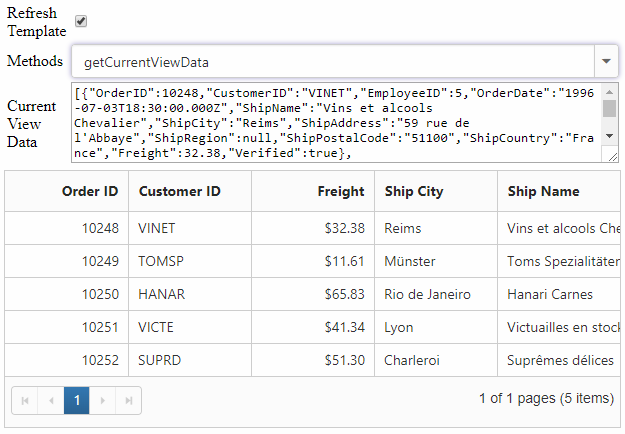 Refresh
Template
Methods getCurrentViewData
Current
View
Data
[{"OrderID":10248,"CustomerID":"VINET","EmployeeID":5,"OrderDate":"1996
-07-03T18:30:00.000Z","ShipName":"Vins et alcools
Chevalier","ShipCity":"Reims","ShipAddress":"59 rue de
l'Abbaye","ShipRegion":null,"ShipPostalCode":"51100","ShipCountry":"Fra
nce","Freight":32.38,"Verified":true},
Order ID Customer ID Freight Ship City Ship Name
10248 VINET $32.38 Reims Vins et alcools Che
10249 TOMSP $11.61 Münster Toms Spezialitäten
10250 HANAR $65.83 Rio de Janeiro Hanari Carnes
10251 VICTE $41.34 Lyon Victuailles en stock
10252 SUPRD $51.30 Charleroi Suprêmes délices
1 1 of 1 pages (5 items)